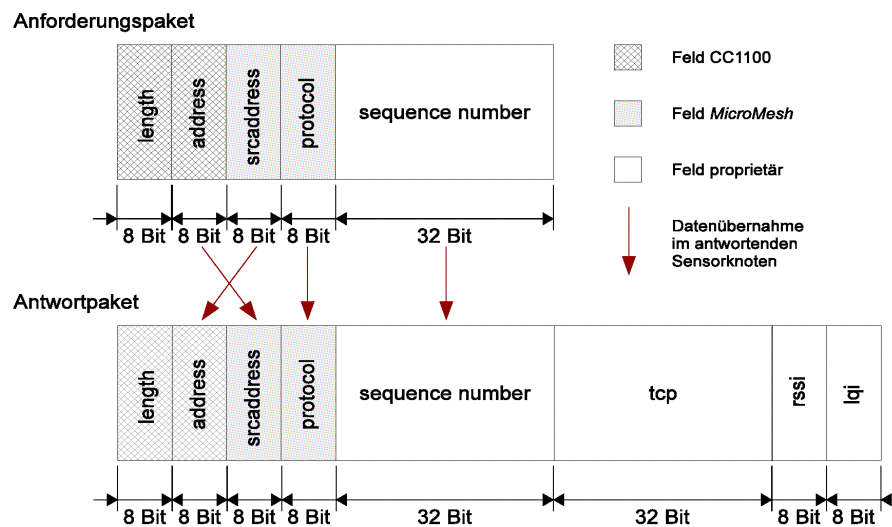 Anforderungspaket
length
address
srcaddress
protocol
sequence number
8 Bit
8 Bit
8 Bit
8 Bit
32 Bit
Feld CC1100
Feld MicroMesh
Feld proprietär
Datenübernahme
im antwortenden
Sensorknoten
Antwortpaket
length
address
srcaddress
protocol
sequence number
tcp
rssi
lqi
8 Bit
8 Bit
8 Bit
8 Bit
32 Bit
32 Bit
8 Bit
8 Bit